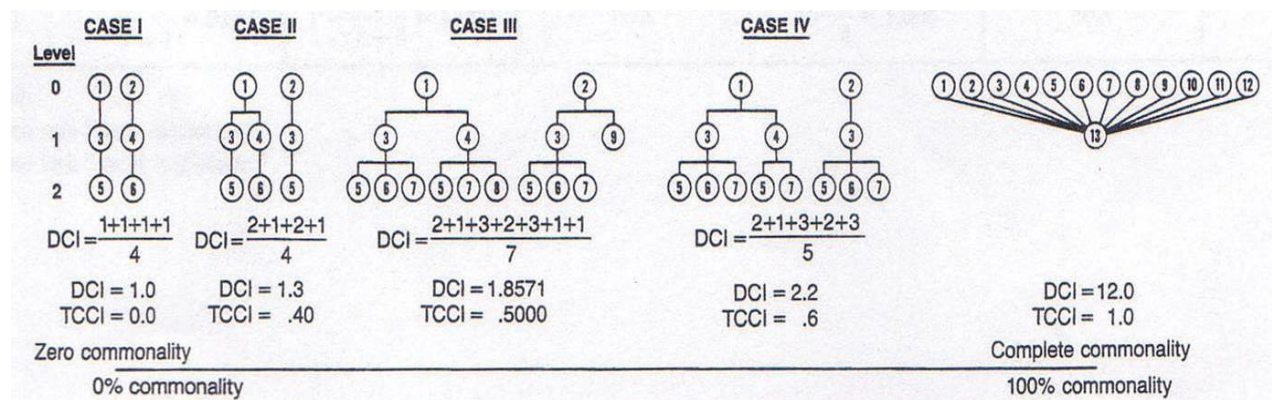 CASE I CASE II CASE III CASE IV
Level
0 1 2 1 2 1 2 1 2 1 2 3 4 5 6 7 8 9 10 11 12
1 3 4 3 4 3 3 4 3 9 3 4 3 13
2 5 6 5 6 5 5 6 7 5 7 8 5 6 7 5 6 7 5 7 5 6 7
DCI = 1+1+1+1 / 4 DCI = 2+1+2+1 / 4 DCI = 2+1+3+2+3+1+1 / 7 DCI = 2+1+3+2+3 / 5
DCI = 1.0 DCI = 1.3 DCI = 1.8571 DCI = 2.2 DCI = 12.0
TCCI = 0.0 TCCI = .40 TCCI = .5000 TCCI = .6 TCCI = 1.0
Zero commonality Complete commonality
0% commonality 100% commonality